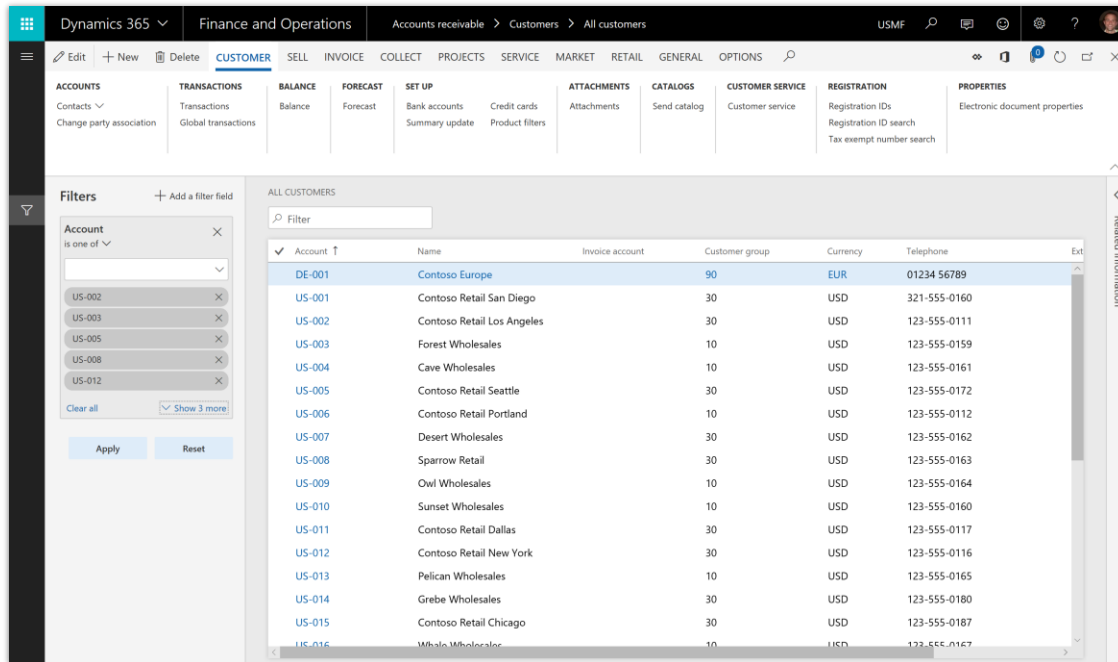 Dynamics 365 Finance and Operations Accounts receivable > Customers > All customers USMF ?
Edit + New Delete CUSTOMER SELL INVOICE COLLECT PROJECTS SERVICE MARKET RETAIL GENERAL OPTIONS 0
ACCOUNTS TRANSACTIONS BALANCE FORECAST SET UP ATTACHMENTS CATALOGS CUSTOMER SERVICE REGISTRATION PROPERTIES
Contacts Transactions Balance Forecast Bank accounts Credit cards Attachments Send catalog Customer service Registration IDs Electronic document properties
Change party association Global transactions Summary update Product filters Registration ID search
Tax exempt number search
Filters + Add a filter field
Account
is one of
US-002
US-003
US-005
US-008
US-012
Clear all Show 3 more
Apply Reset
ALL CUSTOMERS
Filter
Account ↑ Name Invoice account Customer group Currency Telephone Ext
DE-001 Contoso Europe 90 EUR 01234 56789
US-001 Contoso Retail San Diego 30 USD 321-555-0160
US-002 Contoso Retail Los Angeles 30 USD 123-555-0111
US-003 Forest Wholesales 10 USD 123-555-0159
US-004 Cave Wholesales 10 USD 123-555-0161
US-005 Contoso Retail Seattle 30 USD 123-555-0172
US-006 Contoso Retail Portland 10 USD 123-555-0112
US-007 Desert Wholesales 30 USD 123-555-0162
US-008 Sparrow Retail 30 USD 123-555-0163
US-009 Owl Wholesales 10 USD 123-555-0164
US-010 Sunset Wholesales 10 USD 123-555-0160
US-011 Contoso Retail Dallas 30 USD 123-555-0117
US-012 Contoso Retail New York 30 USD 123-555-0116
US-013 Pelican Wholesales 10 USD 123-555-0165
US-014 Grebe Wholesales 30 USD 123-555-0180
US-015 Contoso Retail Chicago 30 USD 123-555-0187
US-016 Whale Wholesales 10 USD 123-555-0167
Related information